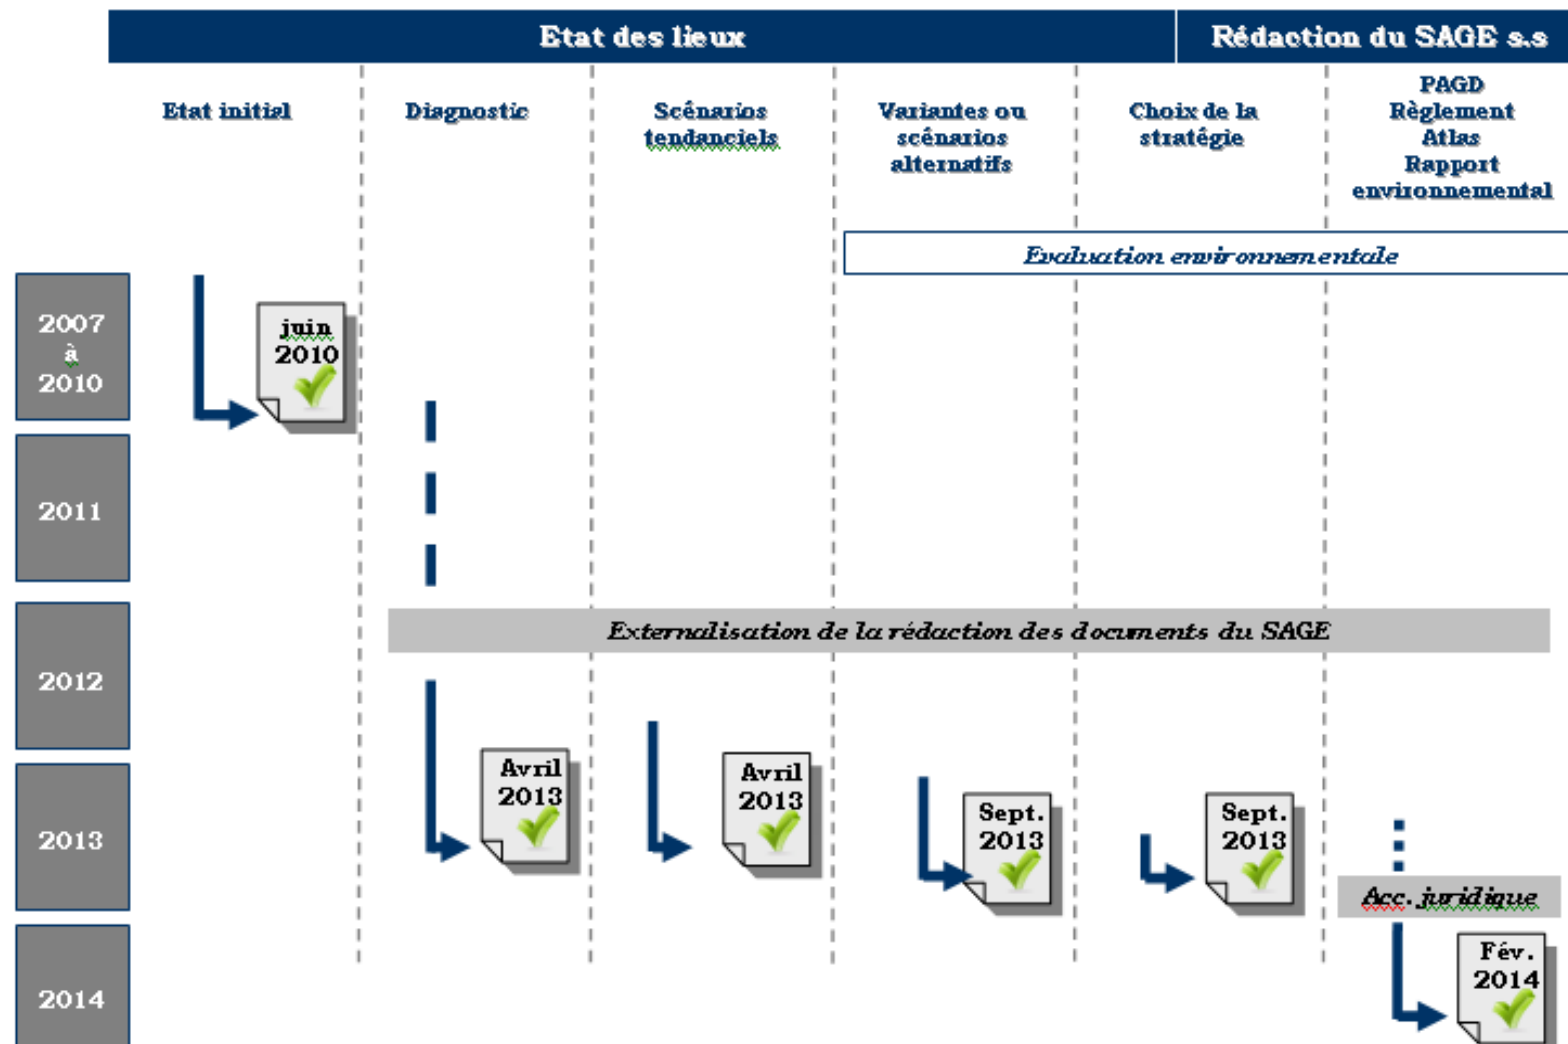 Etat des lieux
Rédaction du SAGE s.s
Etat initial
Diagnostic
Scénarios
tendanciels
Variantes ou
scénarios
alternatifs
Choix de la
stratégie
PAGD
Règlement
Atlas
Rapport
environnemental
Evaluation environnementale
2007
à
2010
juin
2010
2011
Externalisation de la rédaction des documents du SAGE
2012
2013
Avril
2013
Avril
2013
Sept.
2013
Sept.
2013
Acc. juridique
2014
Fév.
2014